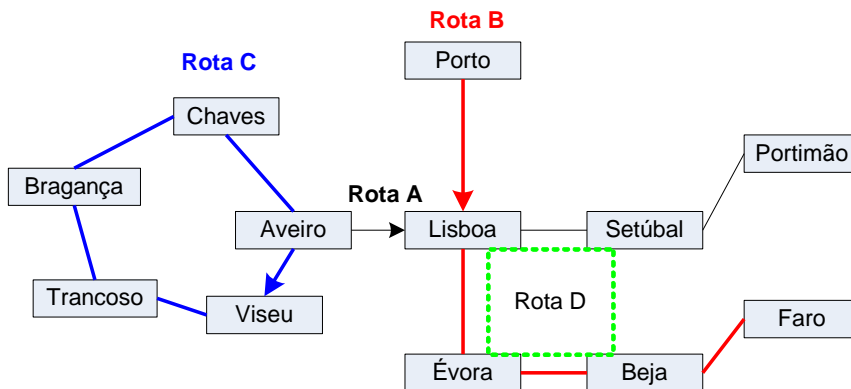 Rota B
Rota C
Porto
Chaves
Portimão
Bragança
Rota A
Aveiro
Lisboa
Setúbal
Trancoso
Viseu
Rota D
Faro
Évora
Beja